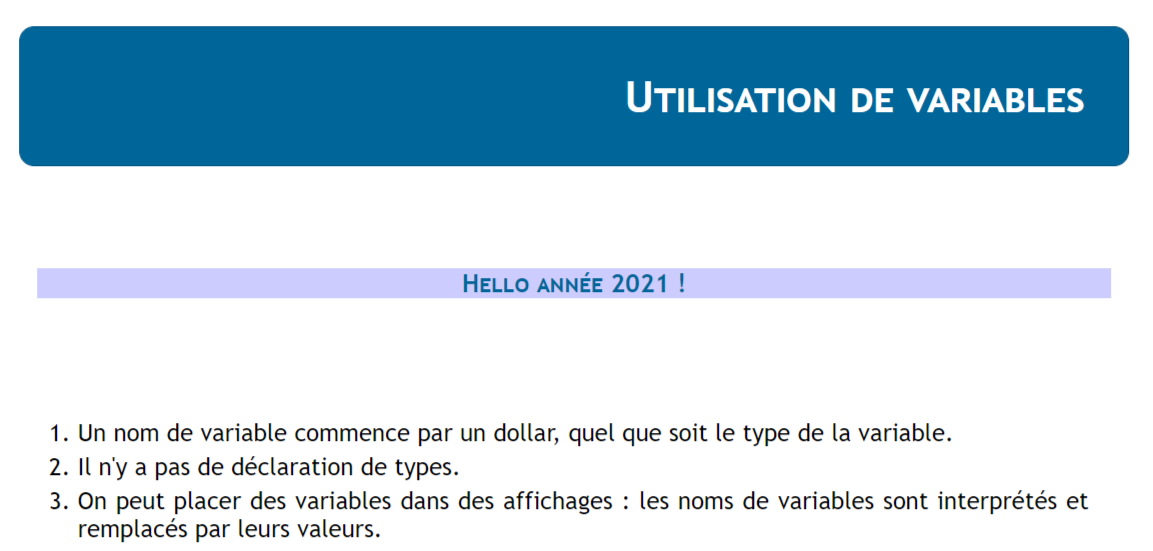 Utilisation de variables
Hello année 2021 !
1. Un nom de variable commence par un dollar, quel que soit le type de la variable.
2. Il n'y a pas de déclaration de types.
3. On peut placer des variables dans des affichages : les noms de variables sont interprétés et
remplacés par leurs valeurs.